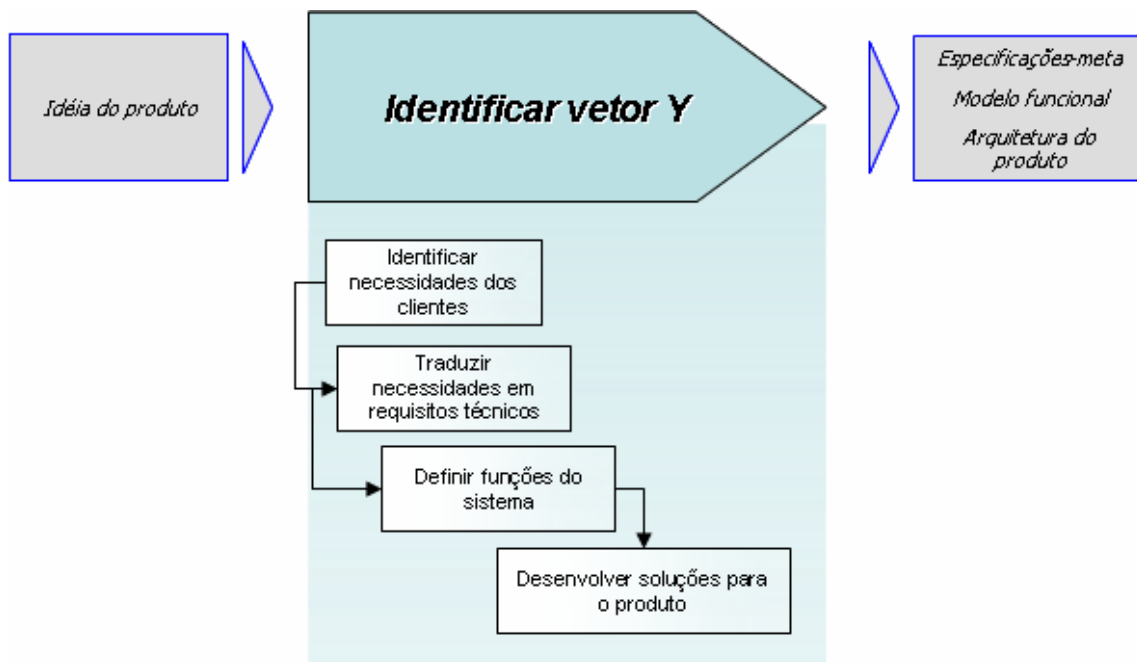 Idéia do produto
Identificar vetor Y
Especificações-meta
Modelo funcional
Arquitetura do
produto
Identificar
necessidades dos
clientes
Traduzir
necessidades em
requisitos técnicos
Definir funções do
sistema
Desenvolver soluções para
o produto